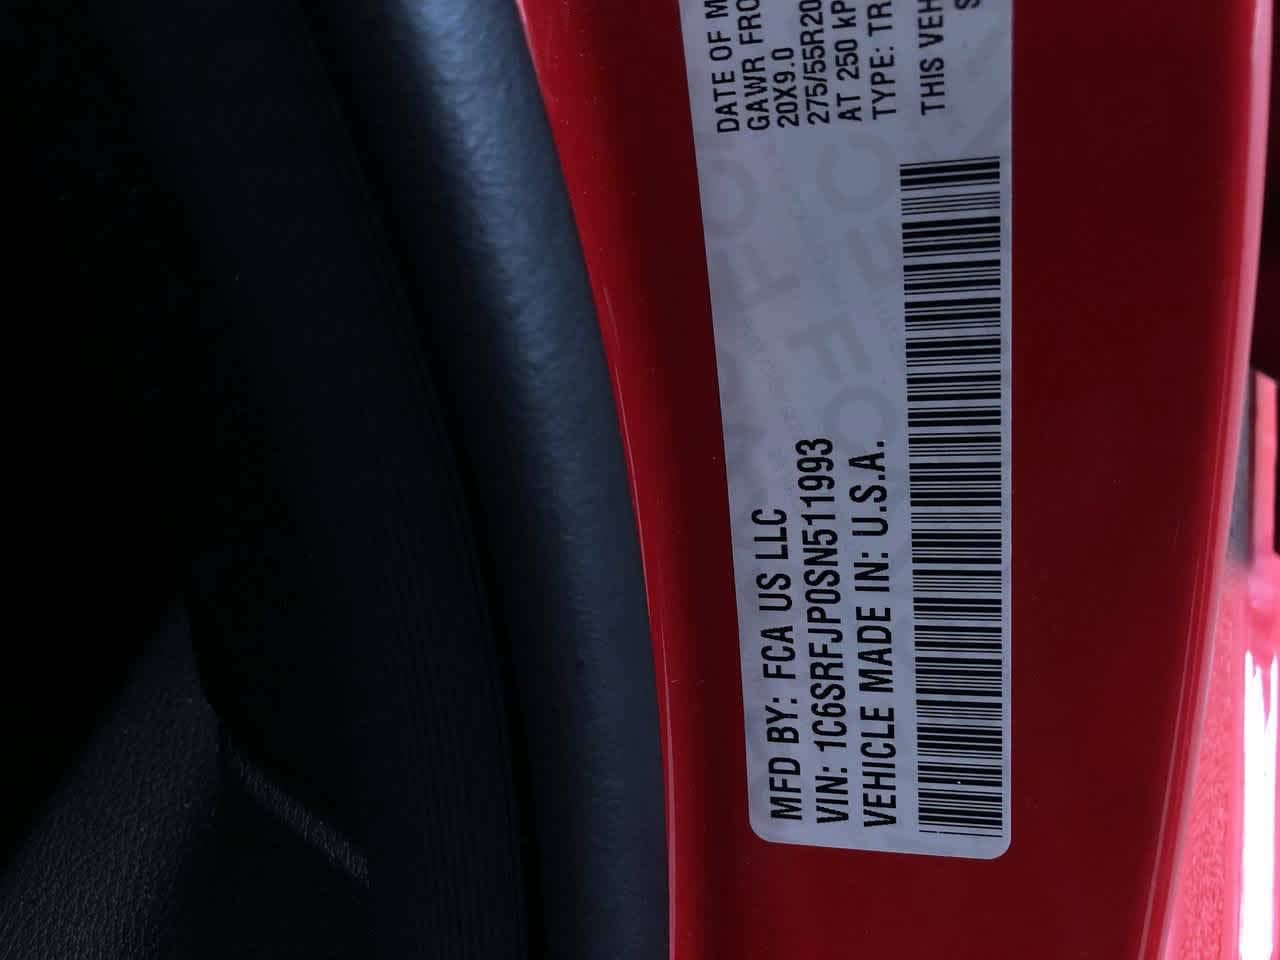 MFD BY: FCA US LLC
VIN: 1C6SRFJP0SN511993
VEHICLE MADE IN: U.S.A.
DATE OF M
GAWR FRO
20X9.0
275/55R20
AT 250 kP
TYPE: TR
THIS VEH
S